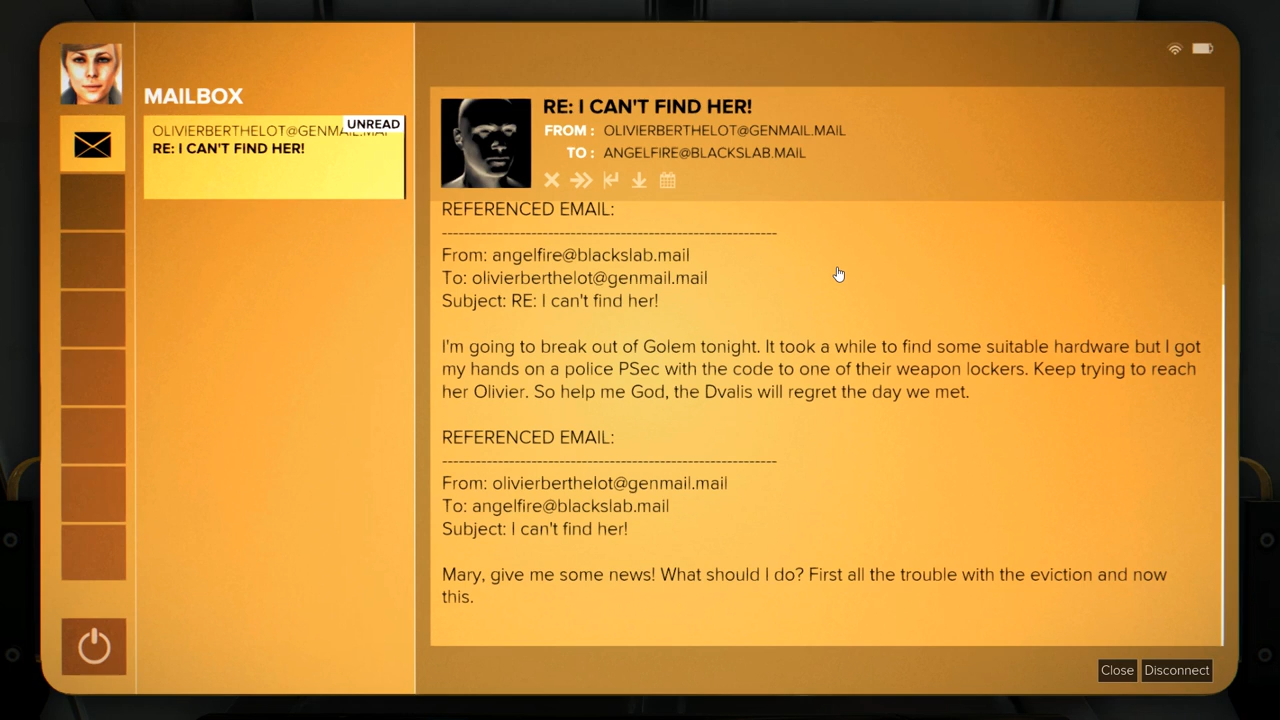 MAILBOX
UNREAD
OLIVIERBERTHELOT@GENMAIL.MAI
RE: I CAN'T FIND HER!
RE: I CAN'T FIND HER!
FROM : OLIVIERBERTHELOT@GENMAIL.MAIL
TO : ANGELFIRE@BLACKSLAB.MAIL
REFERENCED EMAIL:
------------------------------------------------------------
From: angelfire@blackslab.mail
To: olivierberthelot@genmail.mail
Subject: RE: I can't find her!
I'm going to break out of Golem tonight. It took a while to find some suitable hardware but I got
my hands on a police PSec with the code to one of their weapon lockers. Keep trying to reach
her Olivier. So help me God, the Dvalis will regret the day we met.
REFERENCED EMAIL:
------------------------------------------------------------
From: olivierberthelot@genmail.mail
To: angelfire@blackslab.mail
Subject: I can't find her!
Mary, give me some news! What should I do? First all the trouble with the eviction and now
this.
Close Disconnect